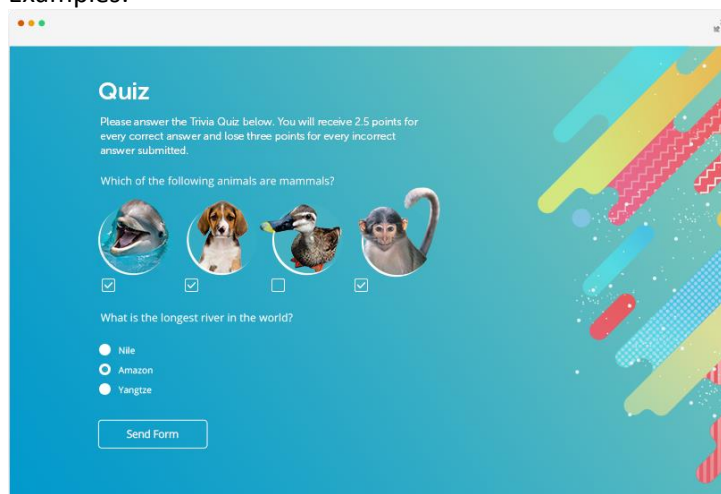 Examples:
Quiz
Please answer the Trivia Quiz below. You will receive 2.5 points for
every correct answer and lose three points for every incorrect
answer submitted.
Which of the following animals are mammals?
What is the longest river in the world?
Nile
Amazon
Yangtze
Send Form